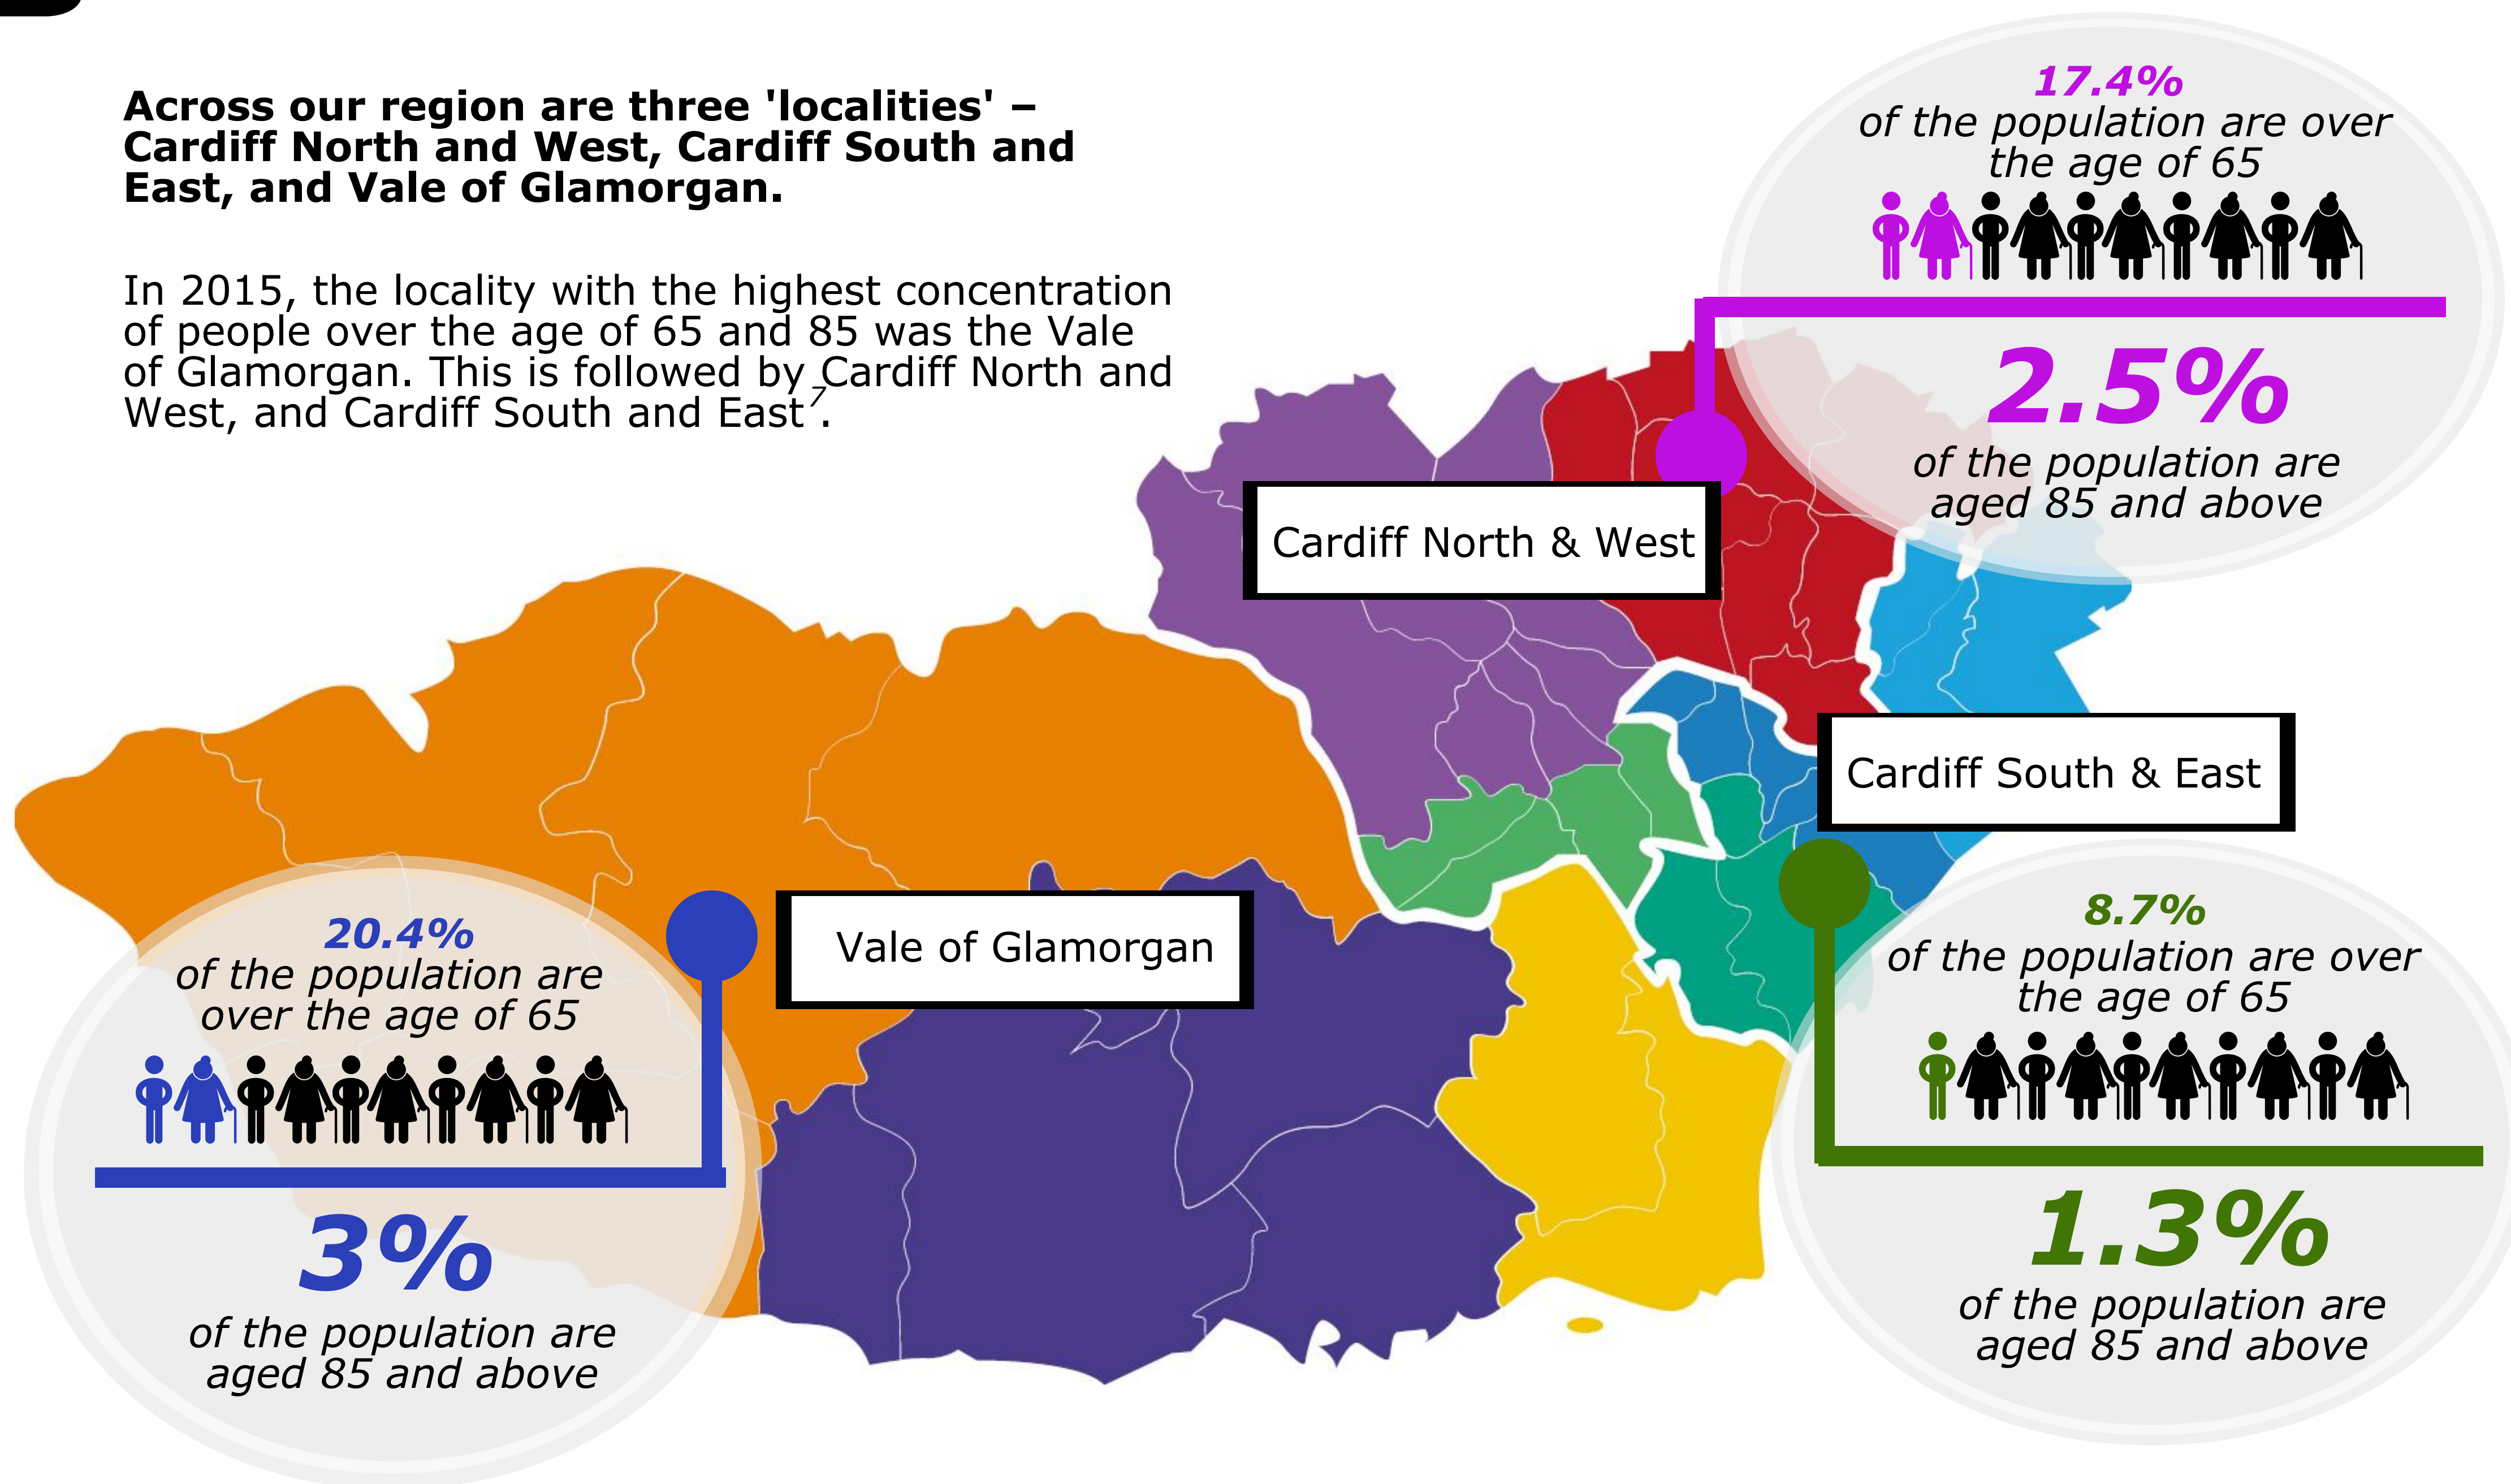 Across our region are three 'localities' –
Cardiff North and West, Cardiff South and
East, and Vale of Glamorgan.
In 2015, the locality with the highest concentration
of people over the age of 65 and 85 was the Vale
of Glamorgan. This is followed by Cardiff North and
West, and Cardiff South and East7.
17.4%
of the population are over
the age of 65
2.5%
of the population are
aged 85 and above
Cardiff North & West
Cardiff South & East
Vale of Glamorgan
20.4%
of the population are
over the age of 65
3%
of the population are
aged 85 and above
8.7%
of the population are over
the age of 65
1.3%
of the population are
aged 85 and above